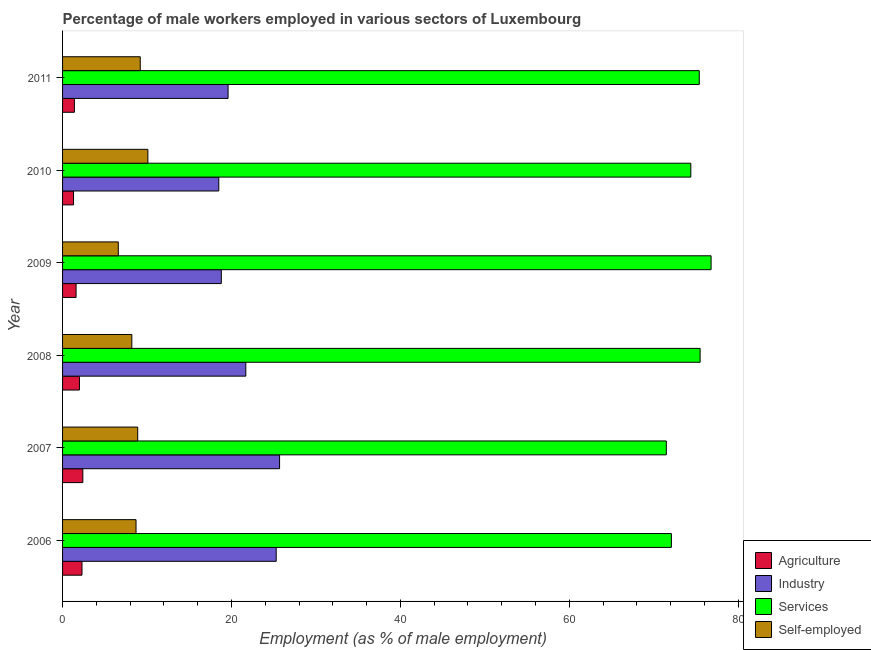 Percentage of male workers employed in various sectors of Luxembourg
Year
2011
2010
2009
2008
2007
2006
0
20
40
60
80
Employment (as % of male employment)
Agriculture
Industry
Services
Self-employed